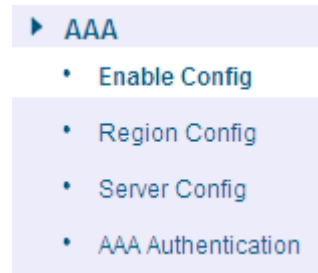 AAA
Enable Config
Region Config
Server Config
AAA Authentication